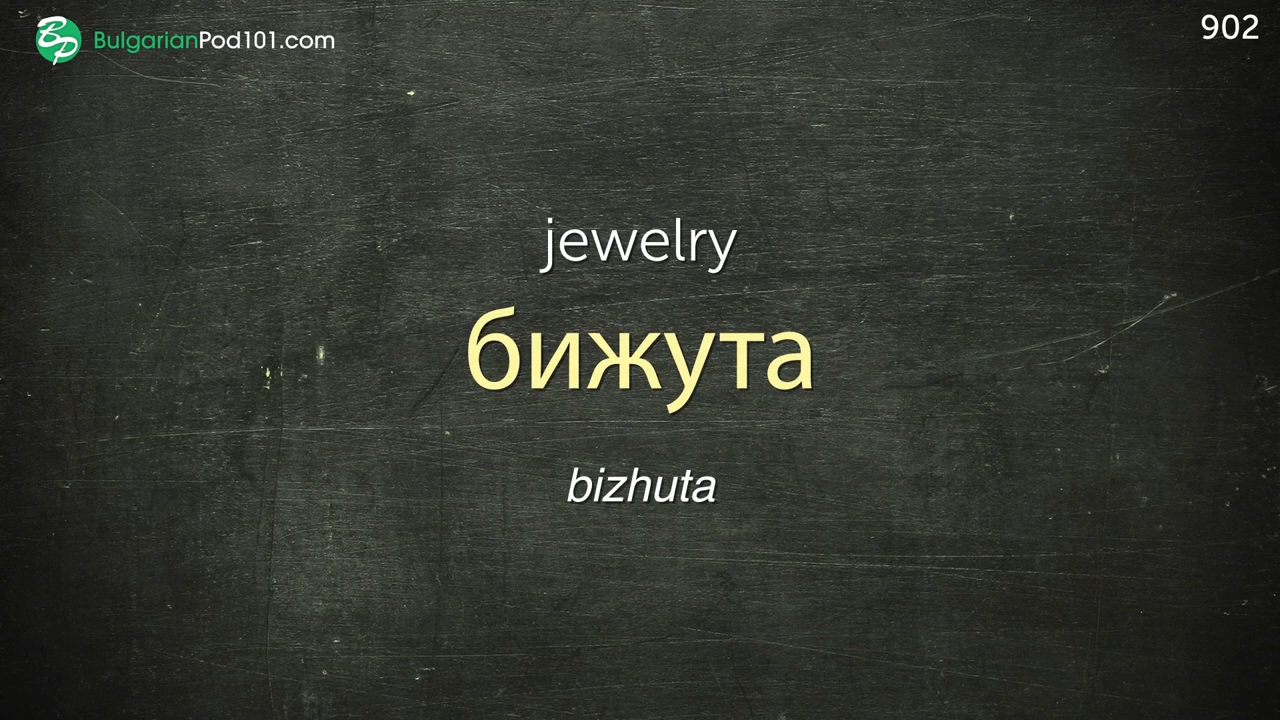 BulgarianPod101.com
902
jewelry
бижута
bizhuta